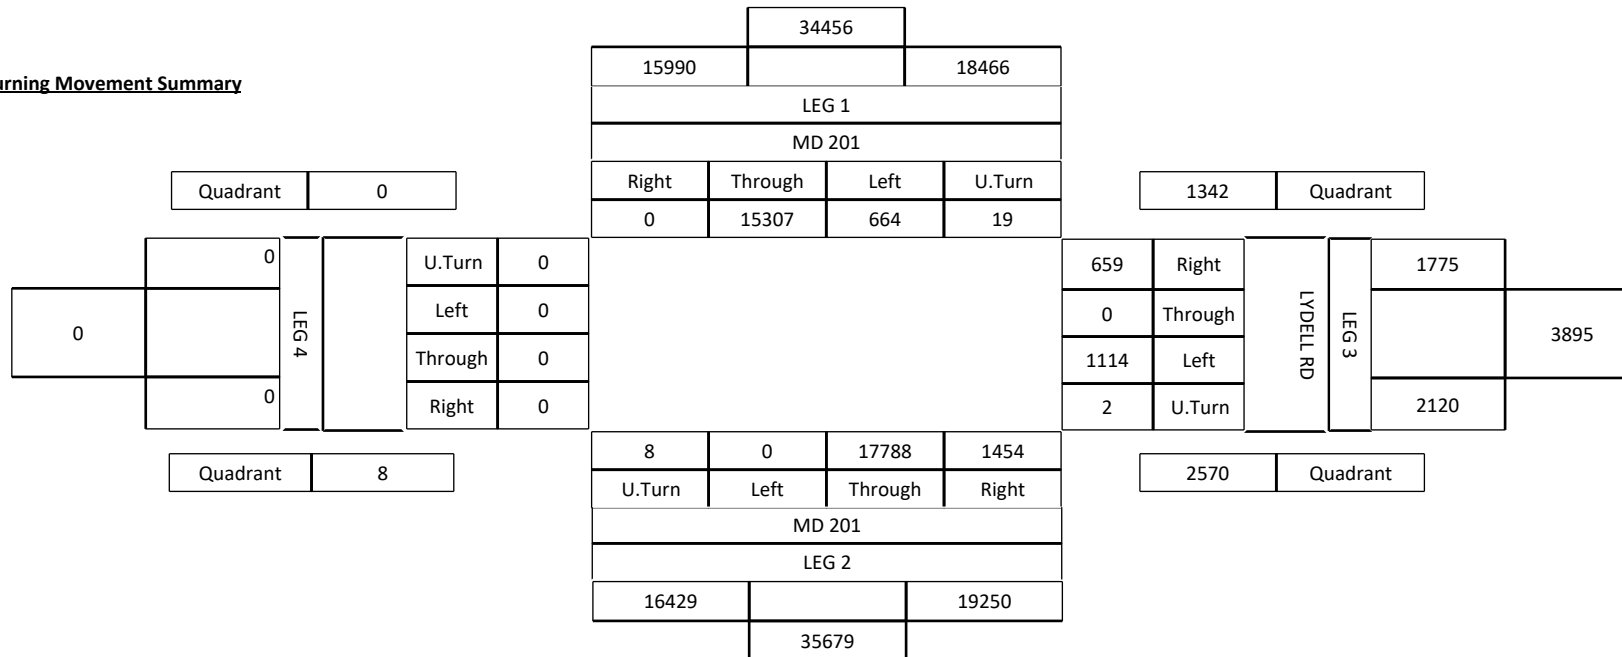 34456
15990 18466
urning Movement Summary
LEG 1
MD 201
Quadrant 0
Right Through Left U.Turn
1342 Quadrant
0 15307 664 19
0 U.Turn 0 659 Right 1775
Left 0 0 Through
0 LEG 4 LYDELL RD LEG 3 3895
Through 0 1114 Left
0 Right 0 2 U.Turn 2120
8 0 17788 1454
Quadrant 8 2570 Quadrant
U.Turn Left Through Right
MD 201
LEG 2
16429 19250
35679